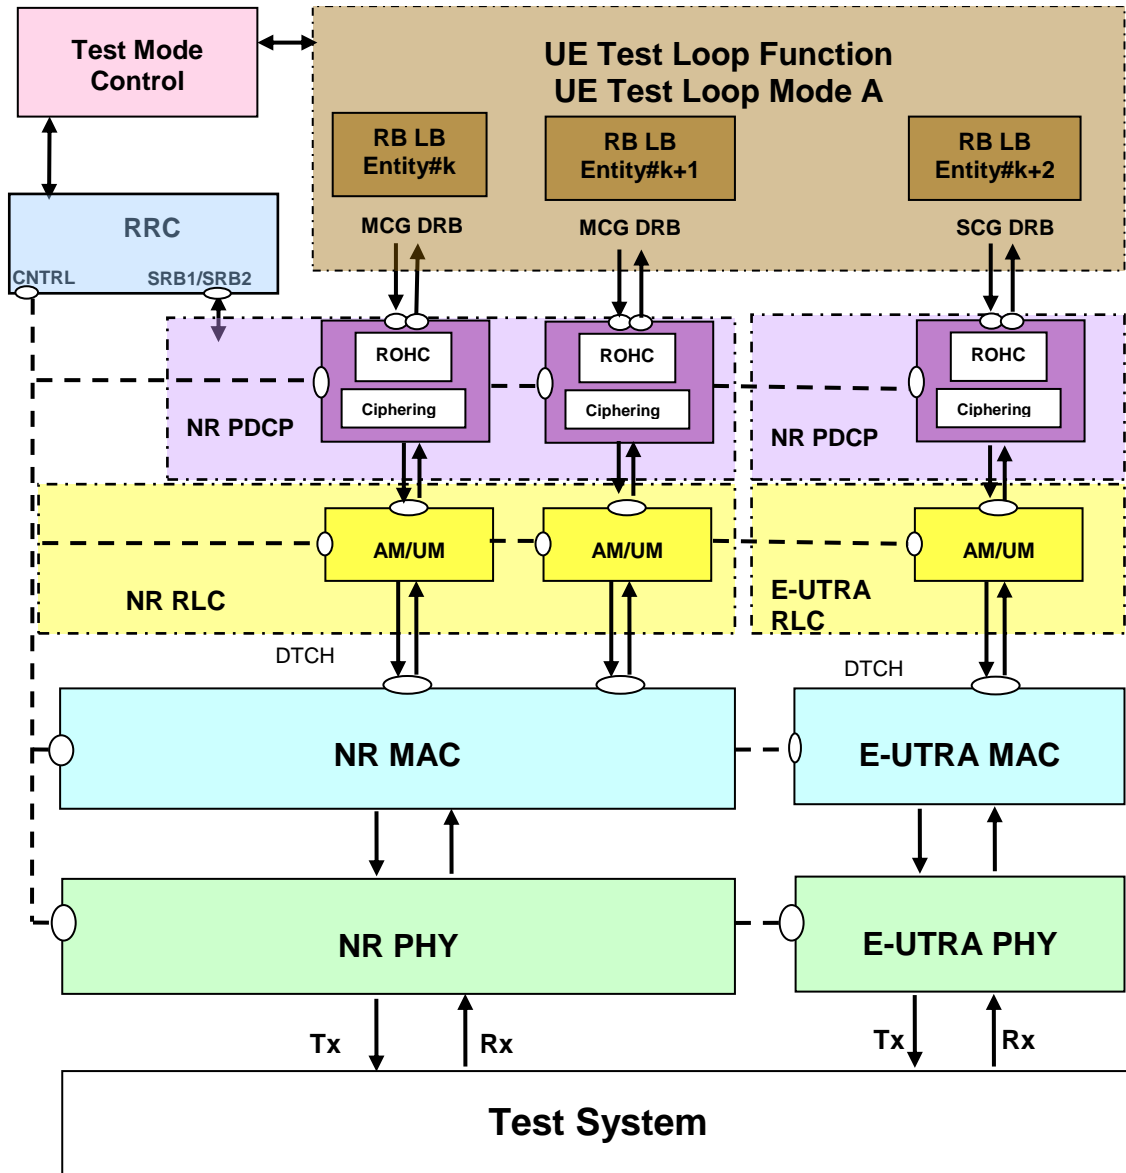 Test Mode
Control
UE Test Loop Function
UE Test Loop Mode A
RB LB
Entity#k
RB LB
Entity#k+1
RB LB
Entity#k+2
MCG DRB
MCG DRB
SCG DRB
RRC
CNTRL
SRB1/SRB2
ROHC
ROHC
ROHC
Ciphering
Ciphering
Ciphering
NR PDCP
NR PDCP
AM/UM
AM/UM
AM/UM
NR RLC
E-UTRA
RLC
DTCH
DTCH
NR MAC
E-UTRA MAC
NR PHY
E-UTRA PHY
Tx
Rx
Tx
Rx
Test System